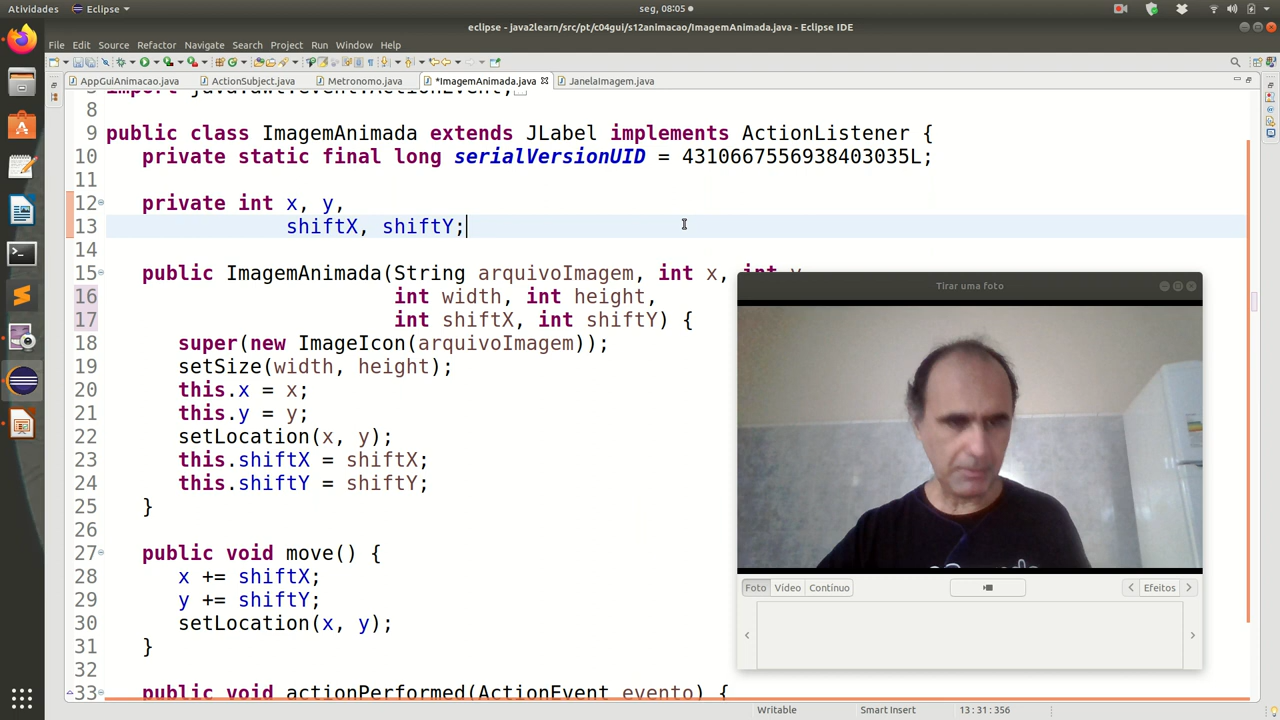 Atividades Eclipse seg, 08:05
eclipse - java2learn/src/pt/c04gui/s12animacao/ImagemAnimada.java - Eclipse IDE
File Edit Source Refactor Navigate Search Project Run Window Help
AppGuiAnimacao.java ActionSubject.java Metronomo.java *ImagemAnimada.java JanelaImagem.java
8
9 public class ImagemAnimada extends JLabel implements ActionListener {
10 private static final long serialVersionUID = 4310667556938403035L;
11
12 private int x, y,
13 shiftX, shiftY;
14
15 public ImagemAnimada(String arquivoImagem, int x, int y,
16 int width, int height,
17 int shiftX, int shiftY) {
18 super(new ImageIcon(arquivoImagem));
19 setSize(width, height);
20 this.x = x;
21 this.y = y;
22 setLocation(x, y);
23 this.shiftX = shiftX;
24 this.shiftY = shiftY;
25 }
26
27 public void move() {
28 x += shiftX;
29 y += shiftY;
30 setLocation(x, y);
31 }
32
33 public void actionPerformed(ActionEvent evento) {
Tirar uma foto
Foto Vídeo Contínuo Efeitos
Writable Smart Insert 13 : 31 : 356